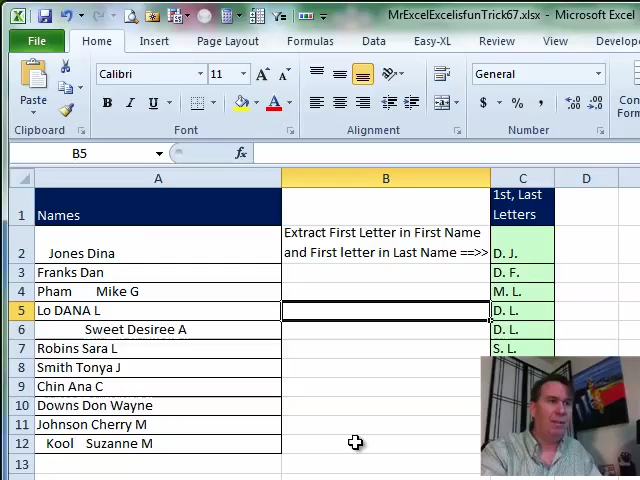 MrExcelExcelisfunTrick67.xlsx - Microsoft Excel
File Home Insert Page Layout Formulas Easy-XL Data Review View Develope
Paste
Calibri 11 General
B I U A $ % ,
Clipboard Font Alignment Number
Con
Form
B5 fx
A B C D E
1 Names 1st, Last
Letters
2 Jones Dina Extract First Letter in First Name
and First letter in Last Name ==>> D. J.
3 Franks Dan D. F.
4 Pham Mike G M. L.
5 Lo DANA L D. L.
6 Sweet Desiree A D. L.
7 Robins Sara L S. L.
8 Smith Tonya J
9 Chin Ana C
10 Downs Don Wayne
11 Johnson Cherry M
12 Kool Suzanne M
13